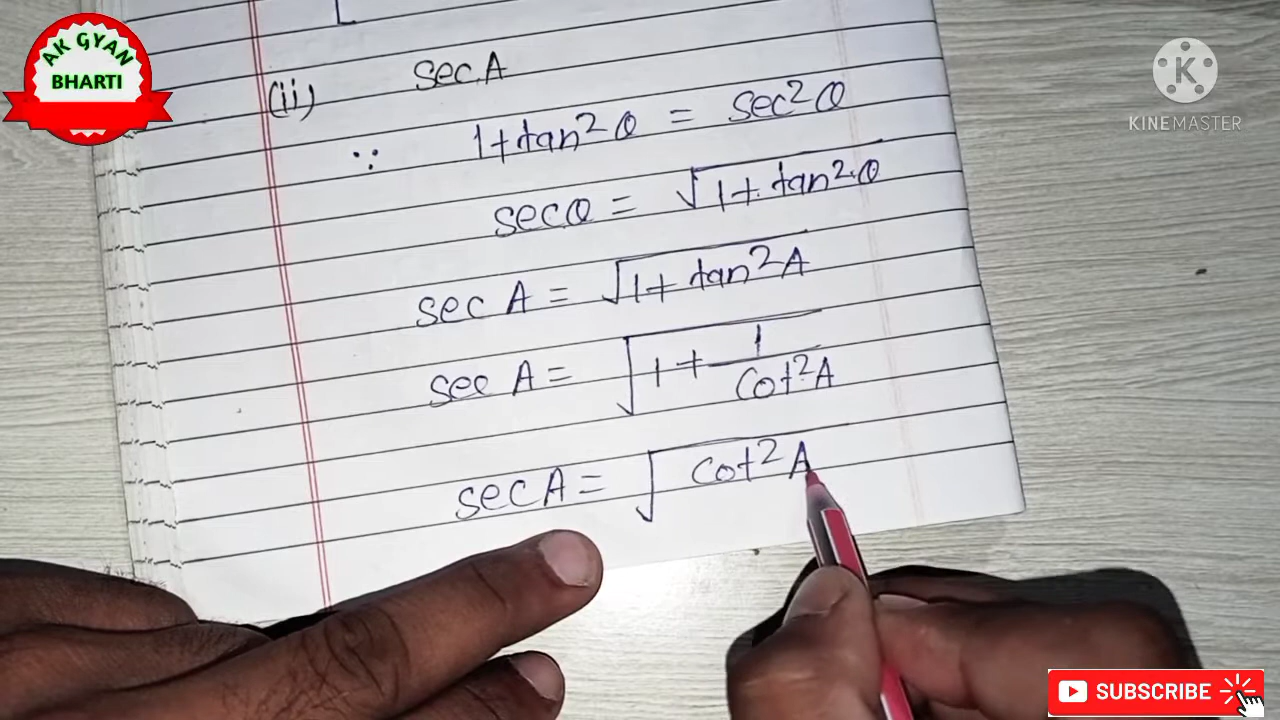 AK GYAN
BHARTI
K
KINEMASTER
(ii) sec A
∵ 1+tan²θ = sec²θ
secθ = √1+tan²θ
sec A = √1+tan²A
sec A = √1+1/Cot²A
sec A = √Cot²A
SUBSCRIBE